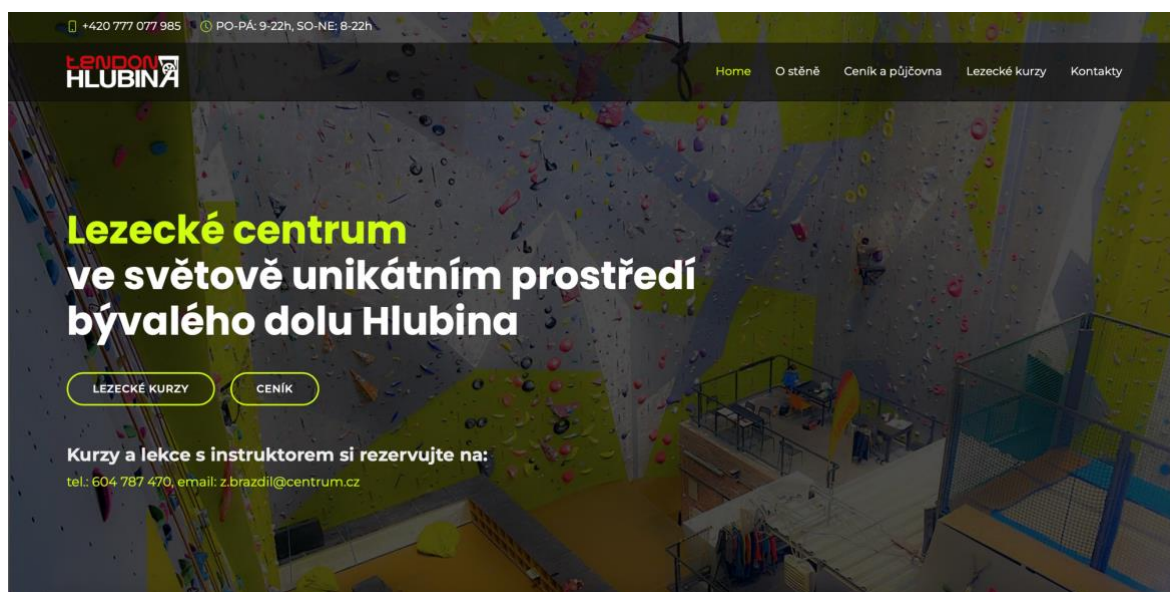 +420 777 077 985 PO-PÁ: 9-22h, SO-NE: 8-22h
TENDON
HLUBINA
Home O stěně Ceník a půjčovna Lezecké kurzy Kontakty
Lezecké centrum
ve světově unikátním prostředí
bývalého dolu Hlubina
LEZECKÉ KURZY CENÍK
Kurzy a lekce s instruktorem si rezervujte na:
tel.: 604 787 470, email: z.brazdil@centrum.cz